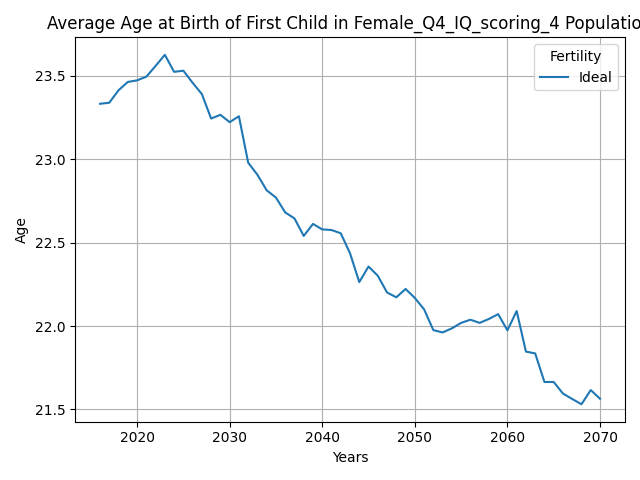 Average Age at Birth of First Child in Female_Q4_IQ_scoring_4 Populatio
Fertility
Ideal
Age
23.5
23.0
22.5
22.0
21.5
2020 2030 2040 2050 2060 2070
Years